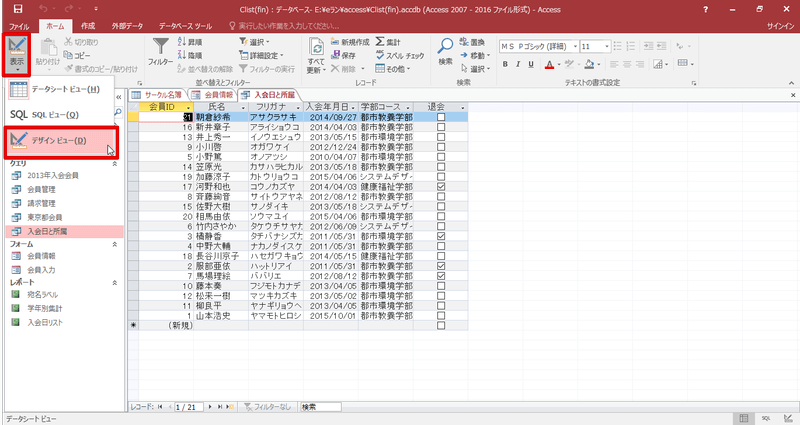 Clist(fin) : データベース- E:¥eラン¥access¥Clist(fin).accdb (Access 2007 - 2016 ファイル形式) - Access
ファイル ホーム 作成 外部データ データベース ツール 実行したい作業を入力してください... サインイン
表示 貼り付け 切り取り コピー 書式のコピー/貼り付け
フィルター 昇順 降順 並べ替えの解除 選択 詳細設定 フィルターの実行
すべて更新 新規作成 保存 削除 集計 スペル チェック その他
検索 置換 移動 選択
MS Pゴシック (詳細) 11
B I U
並べ替えとフィルター レコード 検索 テキストの書式設定
データシート ビュー(H)
SQL SQL ビュー(Q)
デザイン ビュー(D)
クエリ
2013年入会会員
会員管理
請求管理
東京都会員
入会日と所属
フォーム
会員情報
会員入力
レポート
宛名ラベル
学年別集計
入会日リスト
サークル名簿 会員情報 入会日と所属
会員ID 氏名 フリガナ 入会年月日 学部コース 退会
21 朝倉紗希 アサクラサキ 2014/09/27 都市教養学部
16 新井章子 アライショウコ 2014/04/03 都市環境学部
13 井上秀一 イノウエシュウ 2013/05/15 都市環境学部
9 小川啓 オガワケイ 2012/12/24 都市教養学部
5 小野篤 オノアツシ 2010/04/07 都市教養学部
14 笠原光 カサハラヒカル 2013/05/18 都市教養学部
19 加藤涼子 カトウリョウコ 2015/04/06 システムデザイ
17 河野和也 コウノカズヤ 2014/04/03 健康福祉学部
8 斉藤絢音 サイトウアヤネ 2012/08/12 都市教養学部
15 佐野大樹 サノダイキ 2013/05/18 システムデザイ
20 相馬由依 ソウマユイ 2015/04/06 都市環境学部
6 竹内さやか タケウチサヤカ 2012/06/09 システムデザイ
3 橘静香 タチバナシズカ 2011/05/31 都市環境学部
4 中野大輔 ナカノダイスケ 2011/05/31 都市教養学部
18 長谷川京子 ハセガワキョウ 2014/05/15 健康福祉学部
2 服部亜依 ハットリアイ 2011/05/31 都市教養学部
7 馬場理絵 ババリエ 2012/08/12 都市教養学部
10 藤本奏 フジモトカナデ 2013/04/05 都市環境学部
12 松来一樹 マツキカズキ 2013/05/02 都市環境学部
11 柳良平 ヤナギリョウヘ 2013/04/05 都市環境学部
1 山本浩史 ヤマモトヒロシ 2015/10/01 都市教養学部
* (新規)
レコード: 1 / 21 フィルターなし 検索
データシート ビュー SQL